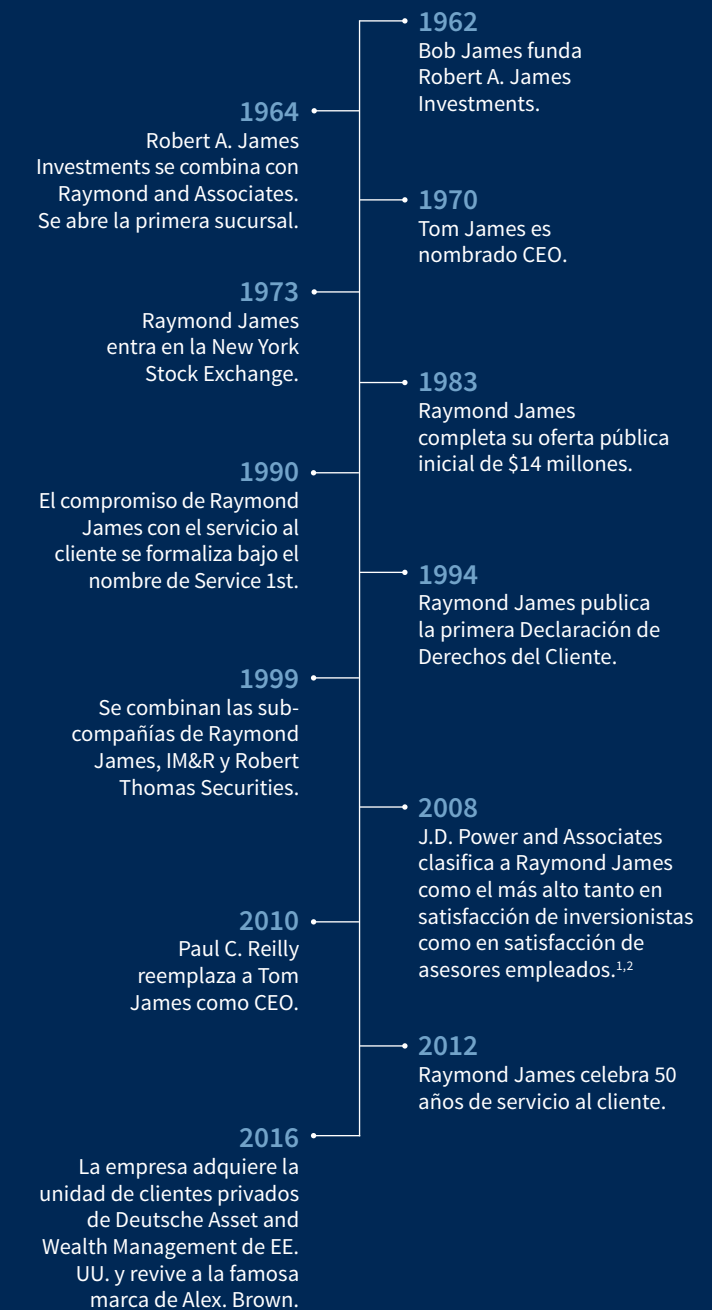 1962
Bob James funda
Robert A. James
Investments.
1964
Robert A. James
Investments se combina con
Raymond and Associates.
Se abre la primera sucursal.
1970
Tom James es
nombrado CEO.
1973
Raymond James
entra en la New York
Stock Exchange.
1983
Raymond James
completa su oferta pública
inicial de $14 millones.
1990
El compromiso de Raymond
James con el servicio al
cliente se formaliza bajo el
nombre de Service 1st.
1994
Raymond James publica
la primera Declaración de
Derechos del Cliente.
1999
Se combinan las sub-
compañías de Raymond
James, IM&R y Robert
Thomas Securities.
2008
J.D. Power and Associates
clasifica a Raymond James
como el más alto tanto en
satisfacción de inversionistas
como en satisfacción de
asesores empleados.1,2
2010
Paul C. Reilly
reemplaza a Tom
James como CEO.
2012
Raymond James celebra 50
años de servicio al cliente.
2016
La empresa adquiere la
unidad de clientes privados
de Deutsche Asset and
Wealth Management de EE.
UU. y revive a la famosa
marca de Alex. Brown.